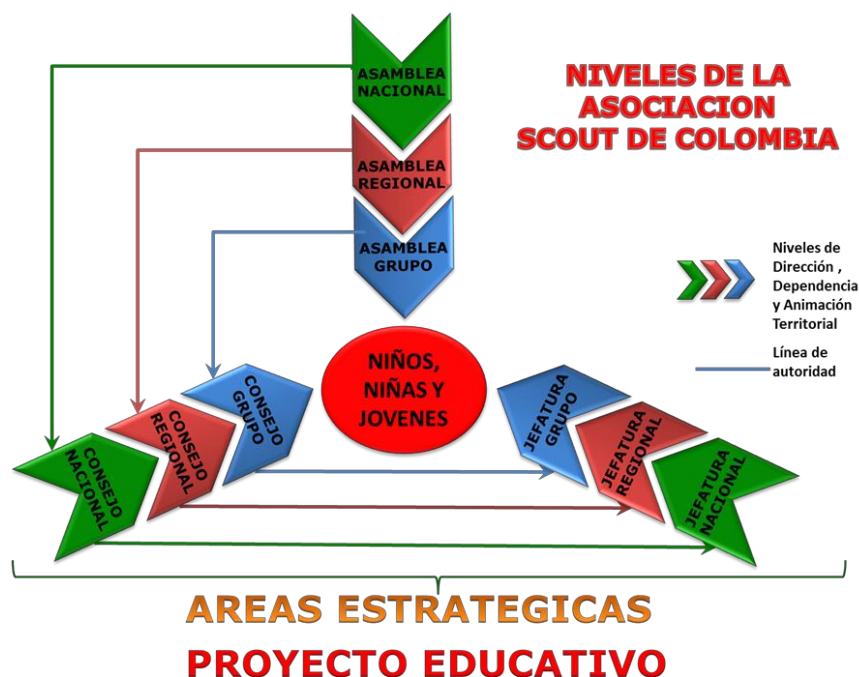 NIVELES DE LA
ASOCIACION
SCOUT DE COLOMBIA
ASAMBLEA
NACIONAL
ASAMBLEA
REGIONAL
ASAMBLEA
GRUPO
Niveles de
Dirección ,
Dependencia
y Animación
Territorial
Línea de
autoridad
NIÑOS,
NIÑAS Y
JOVENES
CONSEJO
GRUPO
CONSEJO
REGIONAL
CONSEJO
NACIONAL
JEFATURA
GRUPO
JEFATURA
REGIONAL
JEFATURA
NACIONAL
AREAS ESTRATEGICAS
PROYECTO EDUCATIVO